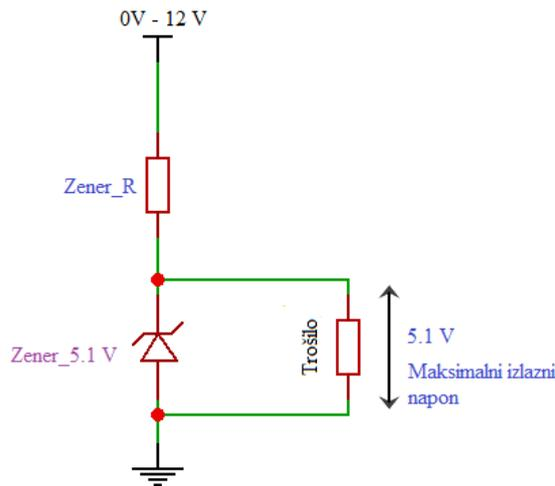 0V - 12 V
Zener_R
Zener_5.1 V
Trošilo
5.1 V
Maksimalni izlazni
napon